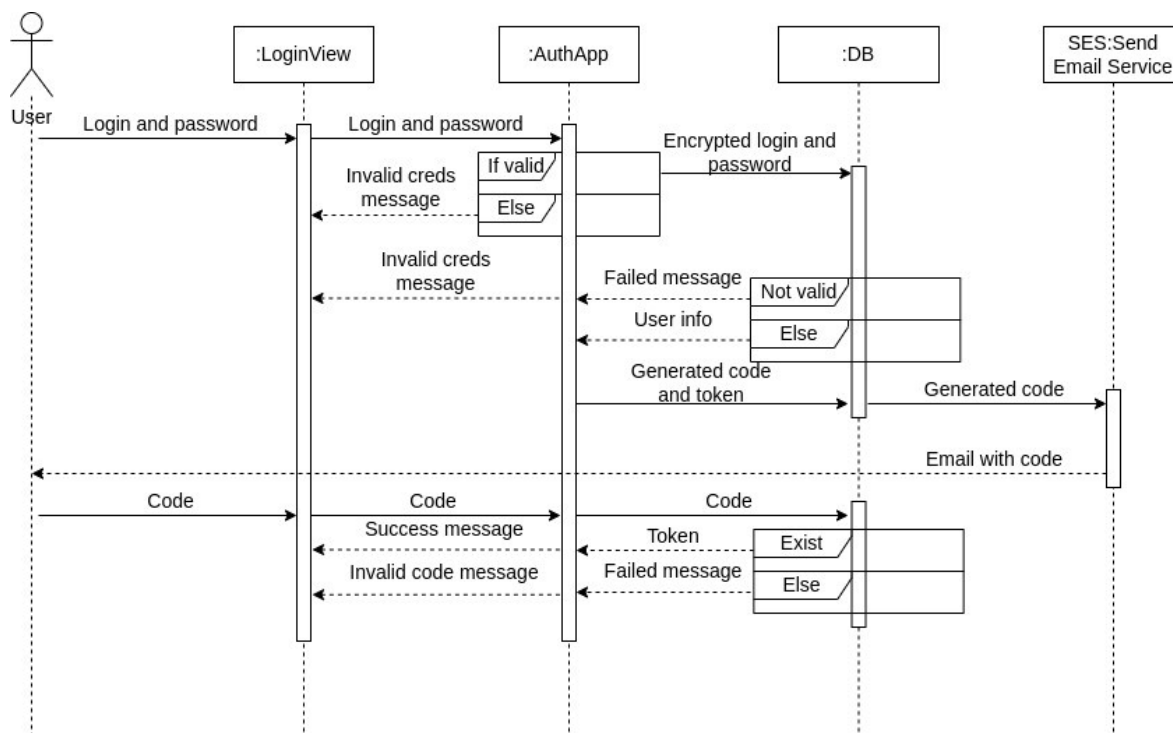 :LoginView
:AuthApp
:DB
SES:Send
Email Service
User
Login and password
Login and password
Encrypted login and
password
If valid
Invalid creds
message
Else
Invalid creds
message
Failed message
Not valid
User info
Else
Generated code
and token
Generated code
Email with code
Code
Code
Code
Success message
Token
Exist
Invalid code message
Failed message
Else